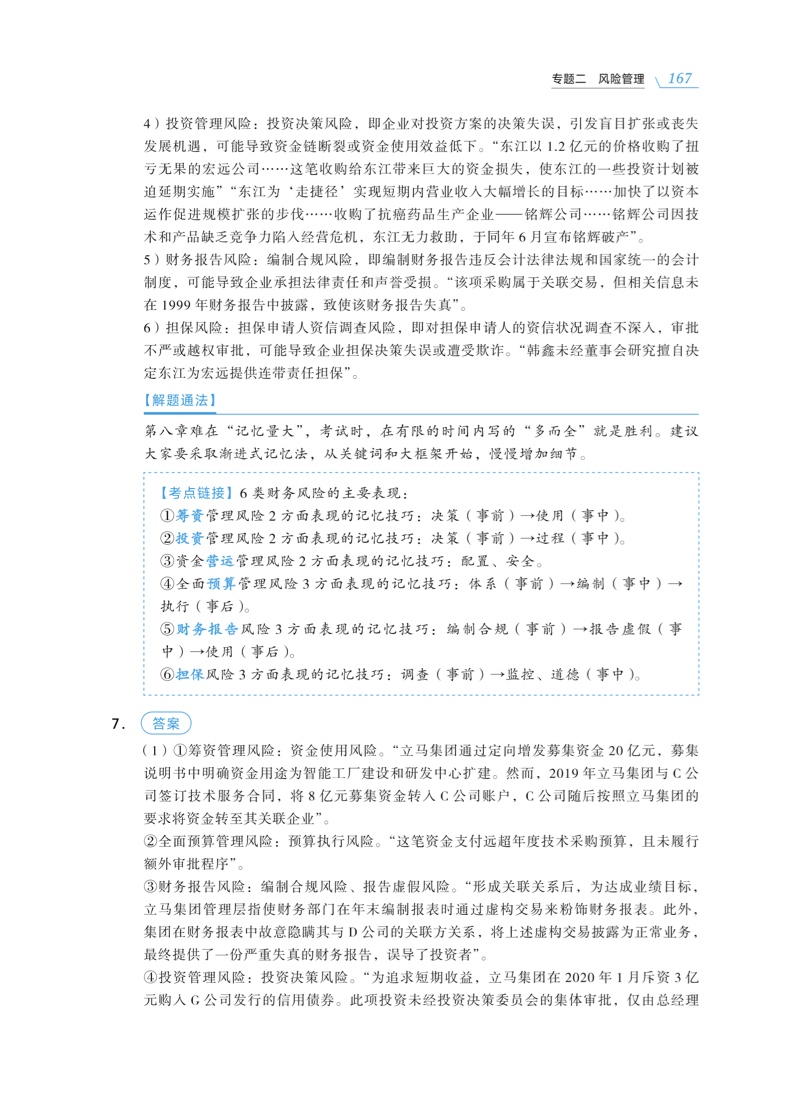 专题二 风险管理 167
4）投资管理风险：投资决策风险，即企业对投资方案的决策失误，引发盲目扩张或丧失
发展机遇，可能导致资金链断裂或资金使用效益低下。“东江以 1.2 亿元的价格收购了扭
亏无果的宏远公司……这笔收购给东江带来巨大的资金损失，使东江的一些投资计划被
迫延期实施”“东江为‘走捷径’实现短期内营业收入大幅增长的目标……加快了以资本
运作促进规模扩张的步伐……收购了抗癌药品生产企业——铭辉公司……铭辉公司因技
术和产品缺乏竞争力陷入经营危机，东江无力救助，于同年 6 月宣布铭辉破产”。
5）财务报告风险：编制合规风险，即编制财务报告违反会计法律法规和国家统一的会计
制度，可能导致企业承担法律责任和声誉受损。“该项采购属于关联交易，但相关信息未
在 1999 年财务报告中披露，致使该财务报告失真”。
6）担保风险：担保申请人资信调查风险，即对担保申请人的资信状况调查不深入，审批
不严或越权审批，可能导致企业担保决策失误或遭受欺诈。“韩鑫未经董事会研究擅自决
定东江为宏远提供连带责任担保”。
【解题通法】
第八章难在“记忆量大”，考试时，在有限的时间内写的“多而全”就是胜利。建议
大家要采取渐进式记忆法，从关键词和大框架开始，慢慢增加细节。
【考点链接】6 类财务风险的主要表现：
①筹资管理风险 2 方面表现的记忆技巧：决策（事前）→使用（事中）。
②投资管理风险 2 方面表现的记忆技巧：决策（事前）→过程（事中）。
③资金营运管理风险 2 方面表现的记忆技巧：配置、安全。
④全面预算管理风险 3 方面表现的记忆技巧：体系（事前）→编制（事中）→
执行（事后）。
⑤财务报告风险 3 方面表现的记忆技巧：编制合规（事前）→报告虚假（事
中）→使用（事后）。
⑥担保风险 3 方面表现的记忆技巧：调查（事前）→监控、道德（事中）。
7. 答案
（1）①筹资管理风险：资金使用风险。“立马集团通过定向增发募集资金 20 亿元，募集
说明书中明确资金用途为智能工厂建设和研发中心扩建。然而，2019 年立马集团与 C 公
司签订技术服务合同，将 8 亿元募集资金转入 C 公司账户，C 公司随后按照立马集团的
要求将资金转至其关联企业”。
②全面预算管理风险：预算执行风险。“这笔资金支付远超年度技术采购预算，且未履行
额外审批程序”。
③财务报告风险：编制合规风险、报告虚假风险。“形成关联关系后，为达成业绩目标，
立马集团管理层指使财务部门在年末编制报表时通过虚构交易来粉饰财务报表。此外，
集团在财务报表中故意隐瞒其与 D 公司的关联方关系，将上述虚构交易披露为正常业务，
最终提供了一份严重失真的财务报告，误导了投资者”。
④投资管理风险：投资决策风险。“为追求短期收益，立马集团在 2020 年 1 月斥资 3 亿
元购入 G 公司发行的信用债券。此项投资未经投资决策委员会的集体审批，仅由总经理